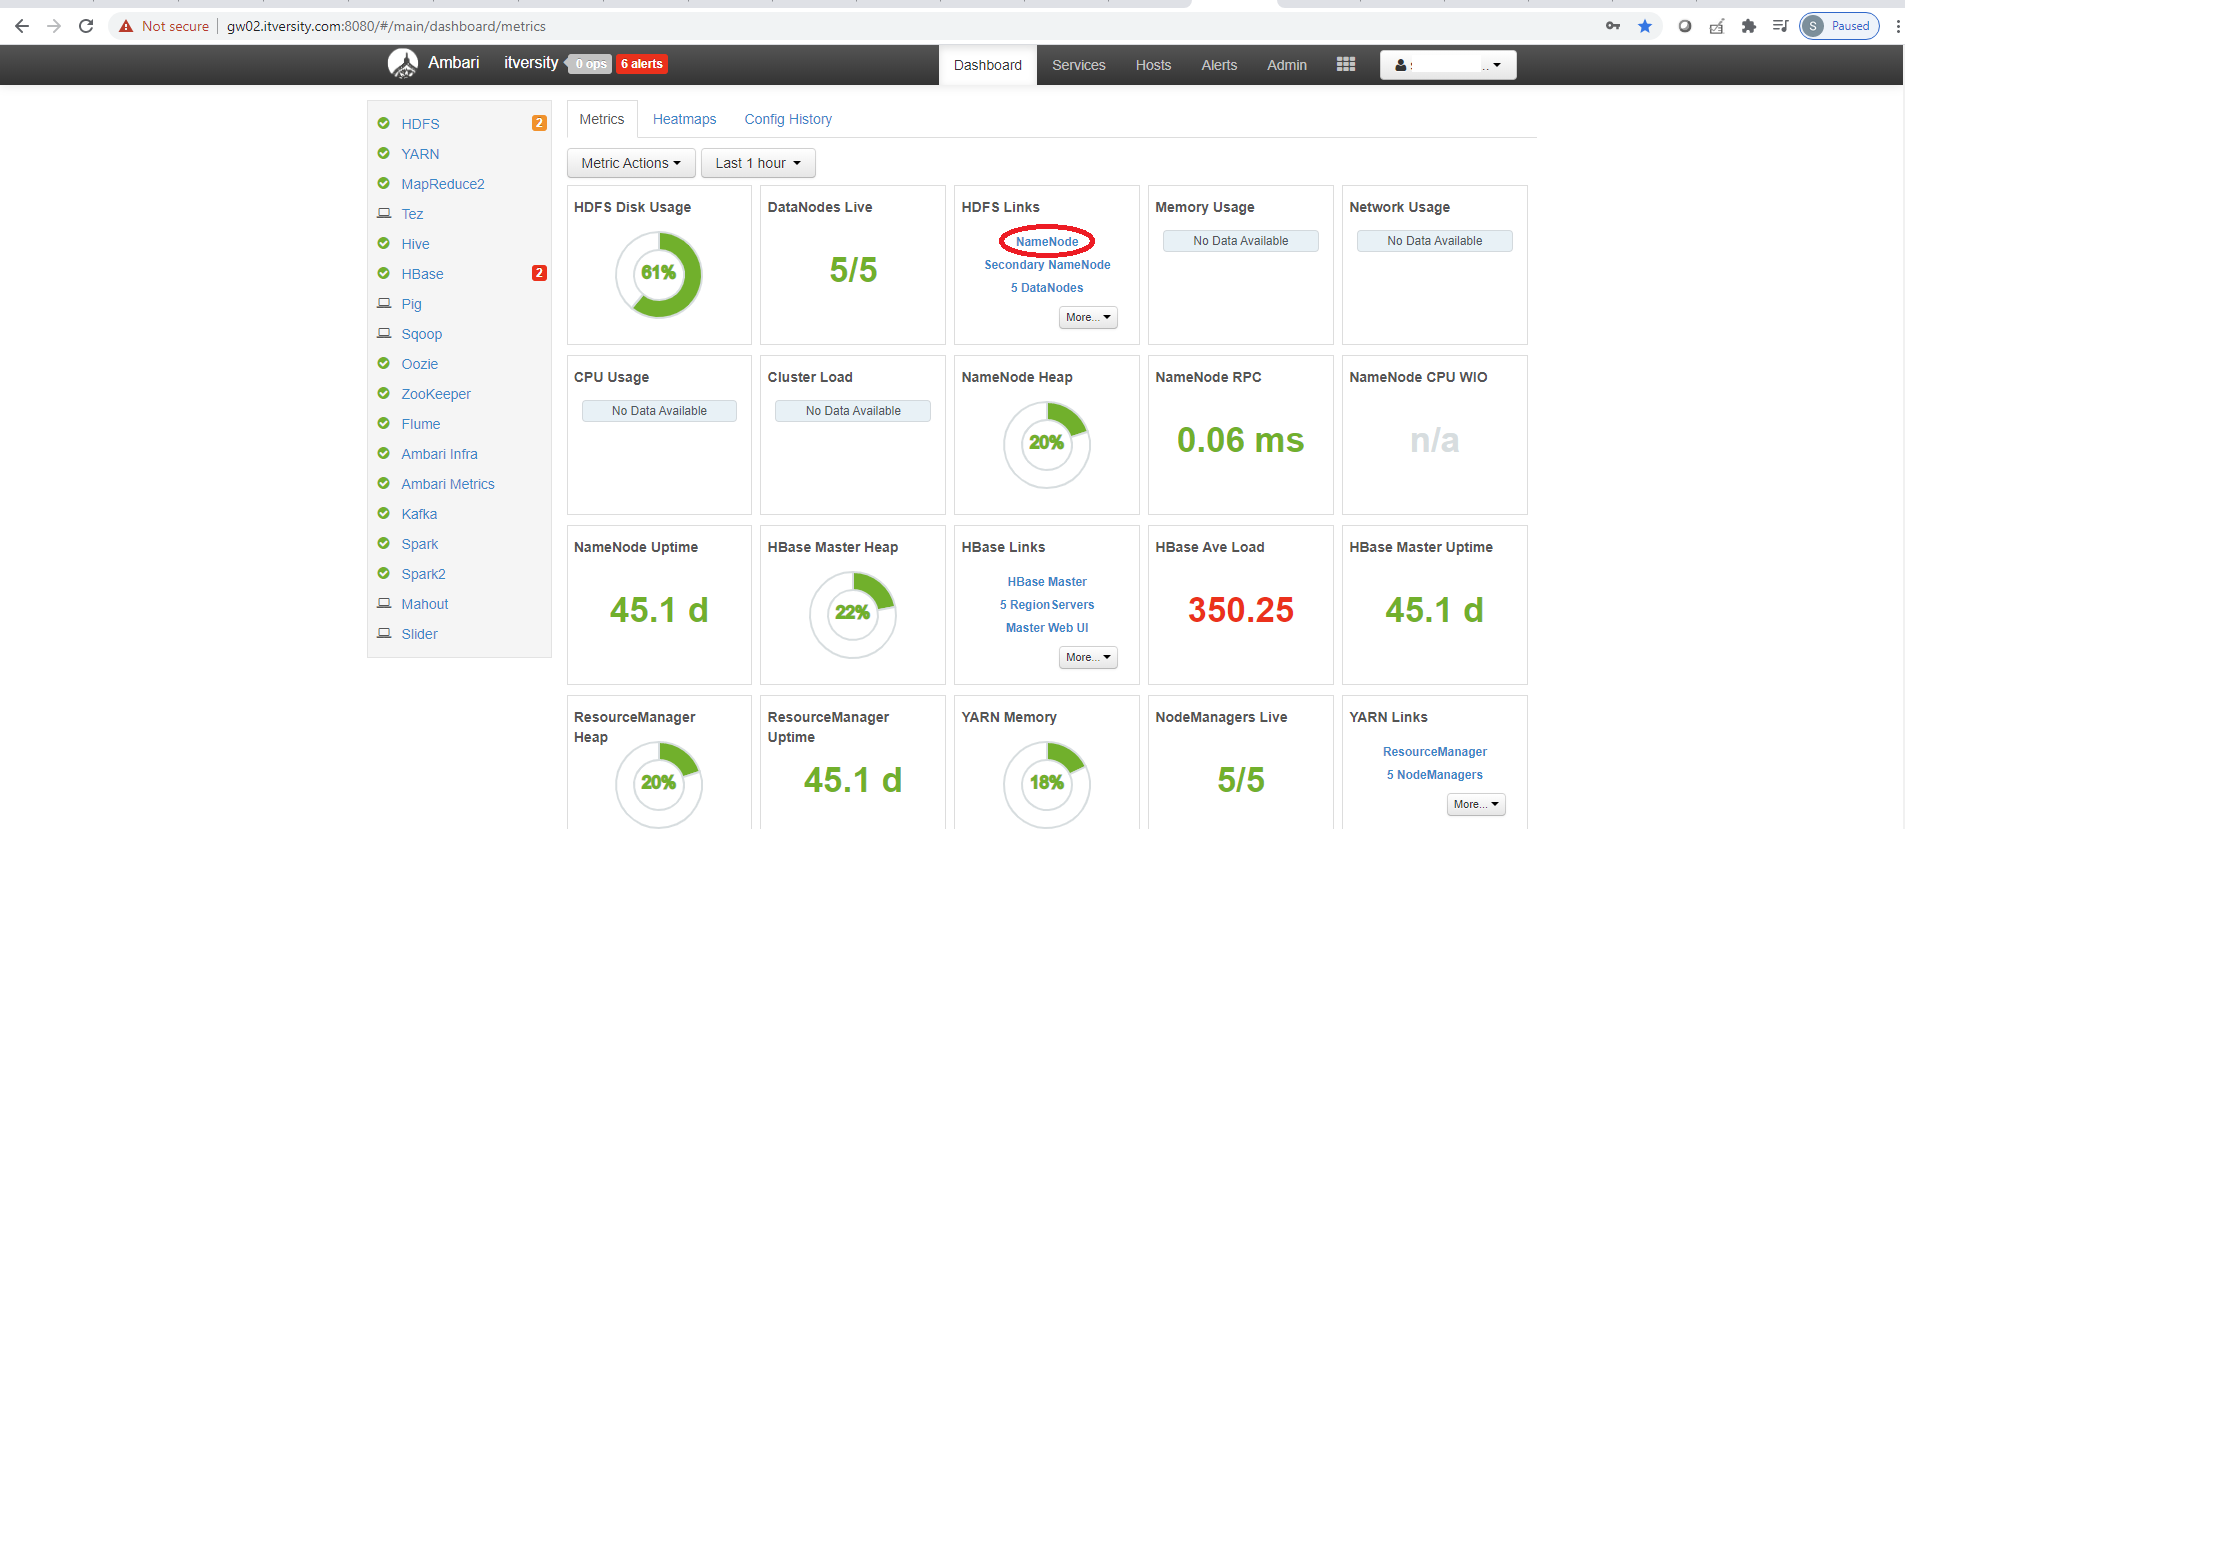 Not secure gw02.itversity.com:8080/#/main/dashboard/metrics S Paused
Ambari itversity 0 ops 6 alerts Dashboard Services Hosts Alerts Admin
HDFS 2
YARN
MapReduce2
Tez
Hive
HBase 2
Pig
Sqoop
Oozie
ZooKeeper
Flume
Ambari Infra
Ambari Metrics
Kafka
Spark
Spark2
Mahout
Slider
Metrics Heatmaps Config History
Metric Actions Last 1 hour
HDFS Disk Usage
61%
DataNodes Live
5/5
HDFS Links
NameNode
Secondary NameNode
5 DataNodes
More...
Memory Usage
No Data Available
Network Usage
No Data Available
CPU Usage
No Data Available
Cluster Load
No Data Available
NameNode Heap
20%
NameNode RPC
0.06 ms
NameNode CPU WIO
n/a
NameNode Uptime
45.1 d
HBase Master Heap
22%
HBase Links
HBase Master
5 RegionServers
Master Web UI
More...
HBase Ave Load
350.25
HBase Master Uptime
45.1 d
ResourceManager
Heap
20%
ResourceManager
Uptime
45.1 d
YARN Memory
18%
NodeManagers Live
5/5
YARN Links
ResourceManager
5 NodeManagers
More...